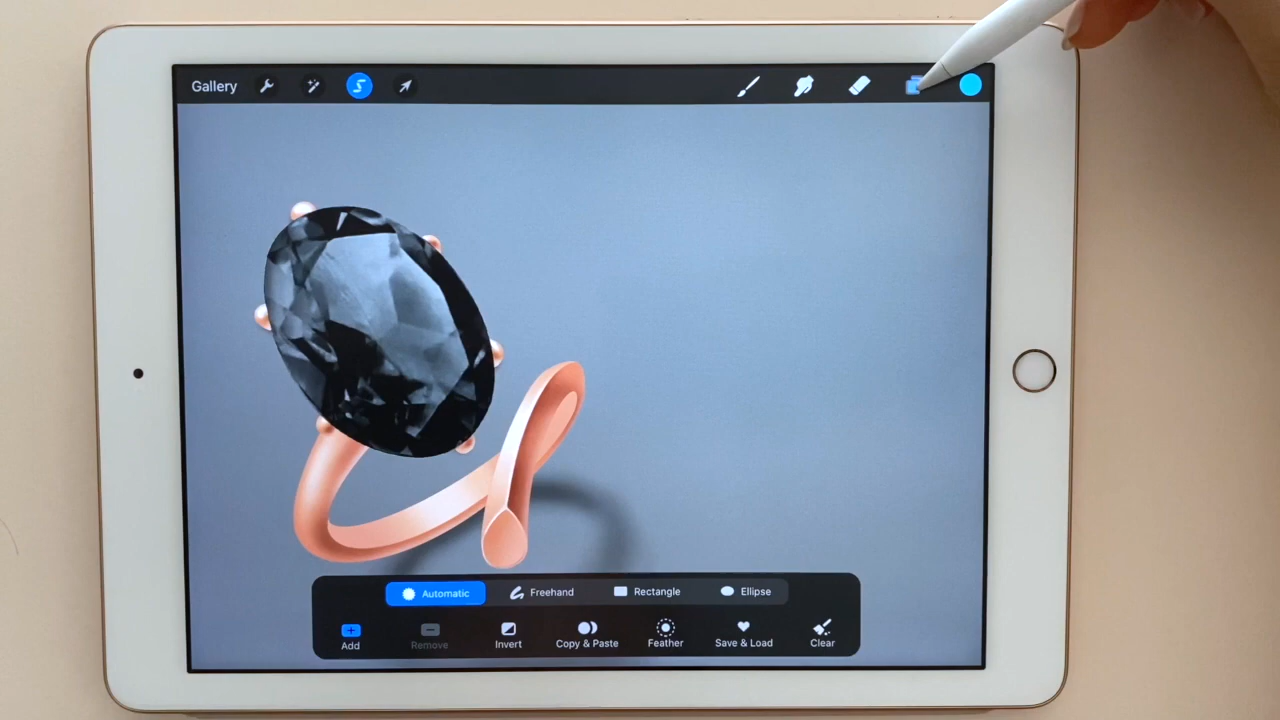 Gallery
Automatic Freehand Rectangle Ellipse
Add Remove Invert Copy & Paste Feather Save & Load Clear